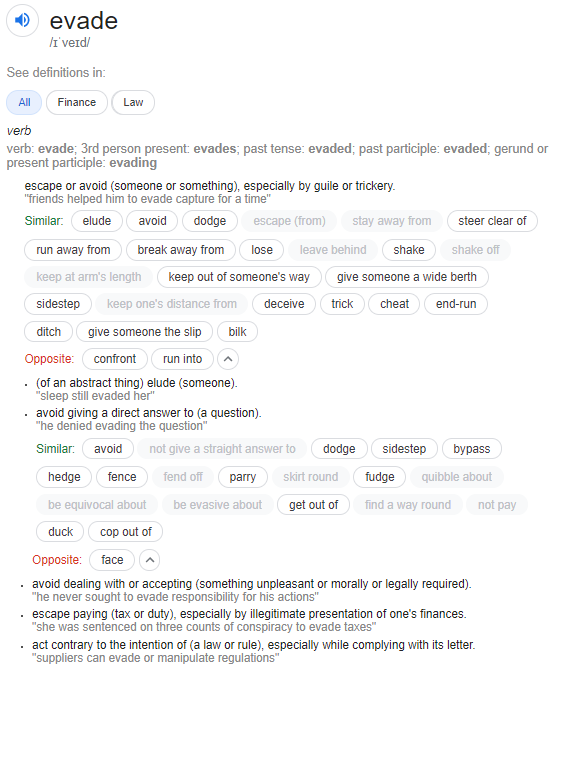 evade
/ɪˈveɪd/
See definitions in:
All Finance Law
verb
verb: evade; 3rd person present: evades; past tense: evaded; past participle: evaded; gerund or
present participle: evading
escape or avoid (someone or something), especially by guile or trickery.
"friends helped him to evade capture for a time"
Similar: elude avoid dodge escape (from) stay away from steer clear of
run away from break away from lose leave behind shake shake off
keep at arm's length keep out of someone's way give someone a wide berth
sidestep keep one's distance from deceive trick cheat end-run
ditch give someone the slip bilk
Opposite: confront run into
• (of an abstract thing) elude (someone).
"sleep still evaded her"
• avoid giving a direct answer to (a question).
"he denied evading the question"
Similar: avoid not give a straight answer to dodge sidestep bypass
hedge fence fend off parry skirt round fudge quibble about
be equivocal about be evasive about get out of find a way round not pay
duck cop out of
Opposite: face
• avoid dealing with or accepting (something unpleasant or morally or legally required).
"he never sought to evade responsibility for his actions"
• escape paying (tax or duty), especially by illegitimate presentation of one's finances.
"she was sentenced on three counts of conspiracy to evade taxes"
• act contrary to the intention of (a law or rule), especially while complying with its letter.
"suppliers can evade or manipulate regulations"